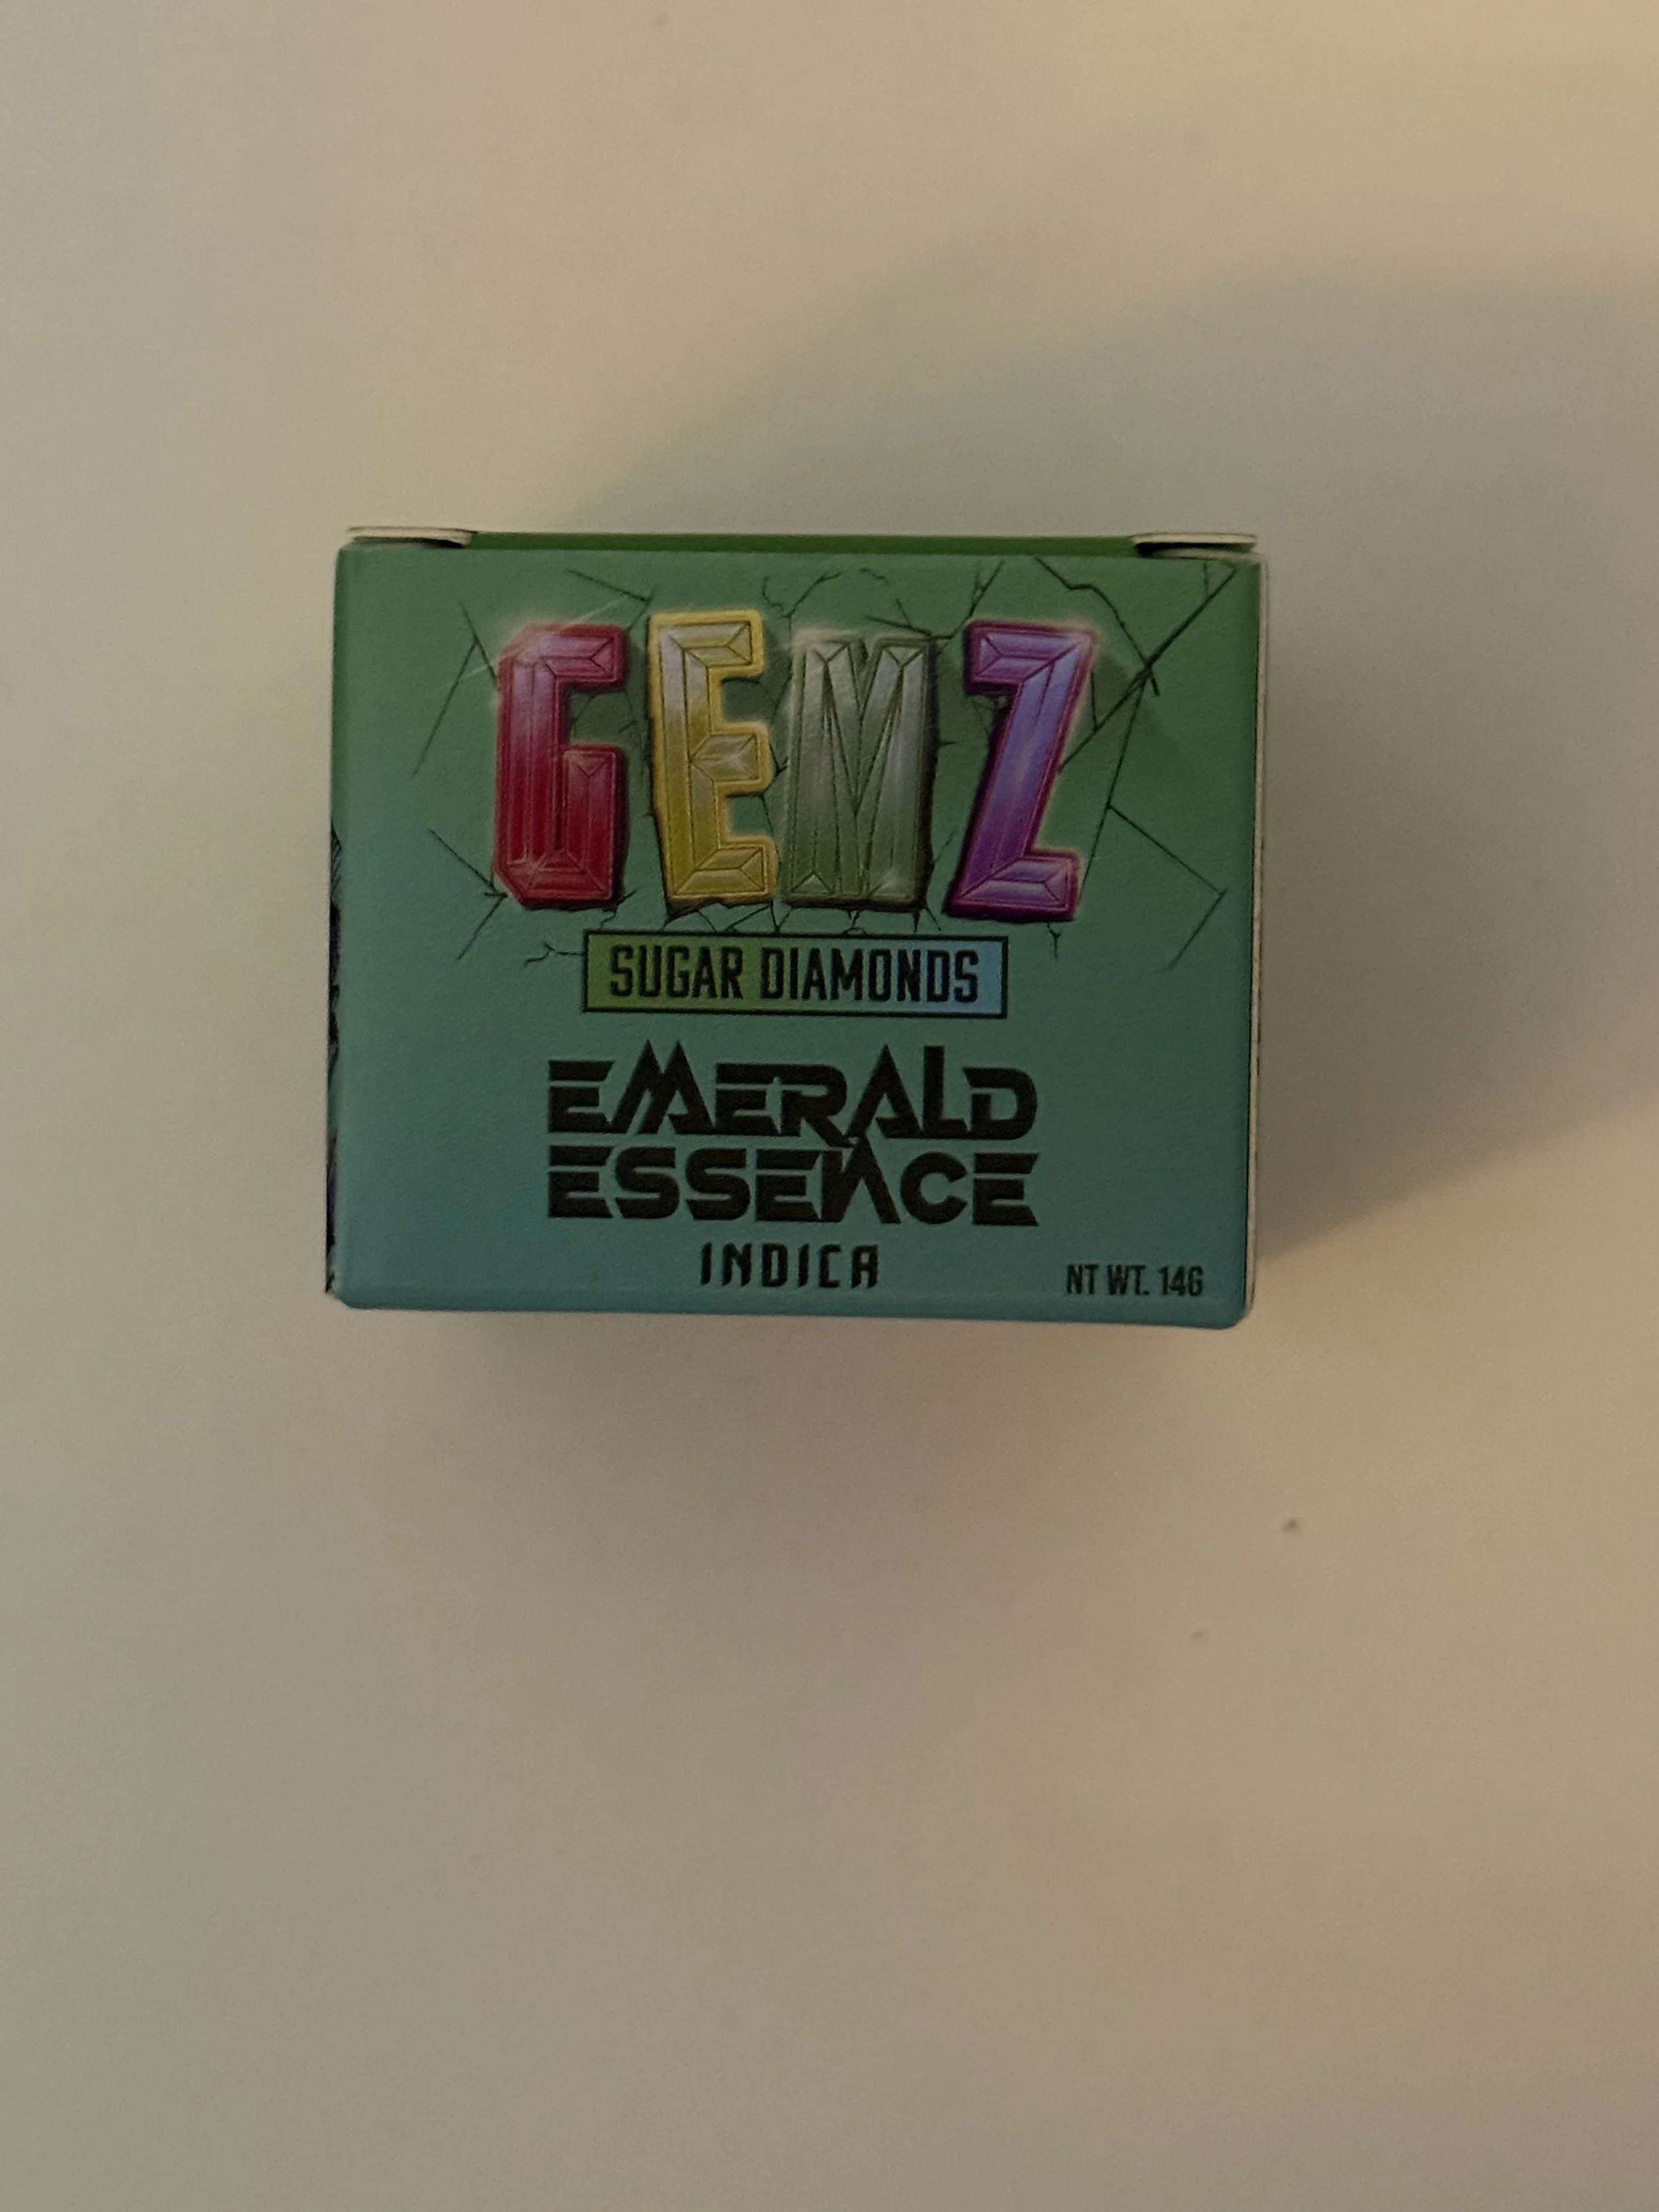 GEMZ
SUGAR DIAMONDS
EMERALD
ESSENCE
INDICA
NT WT. 14G